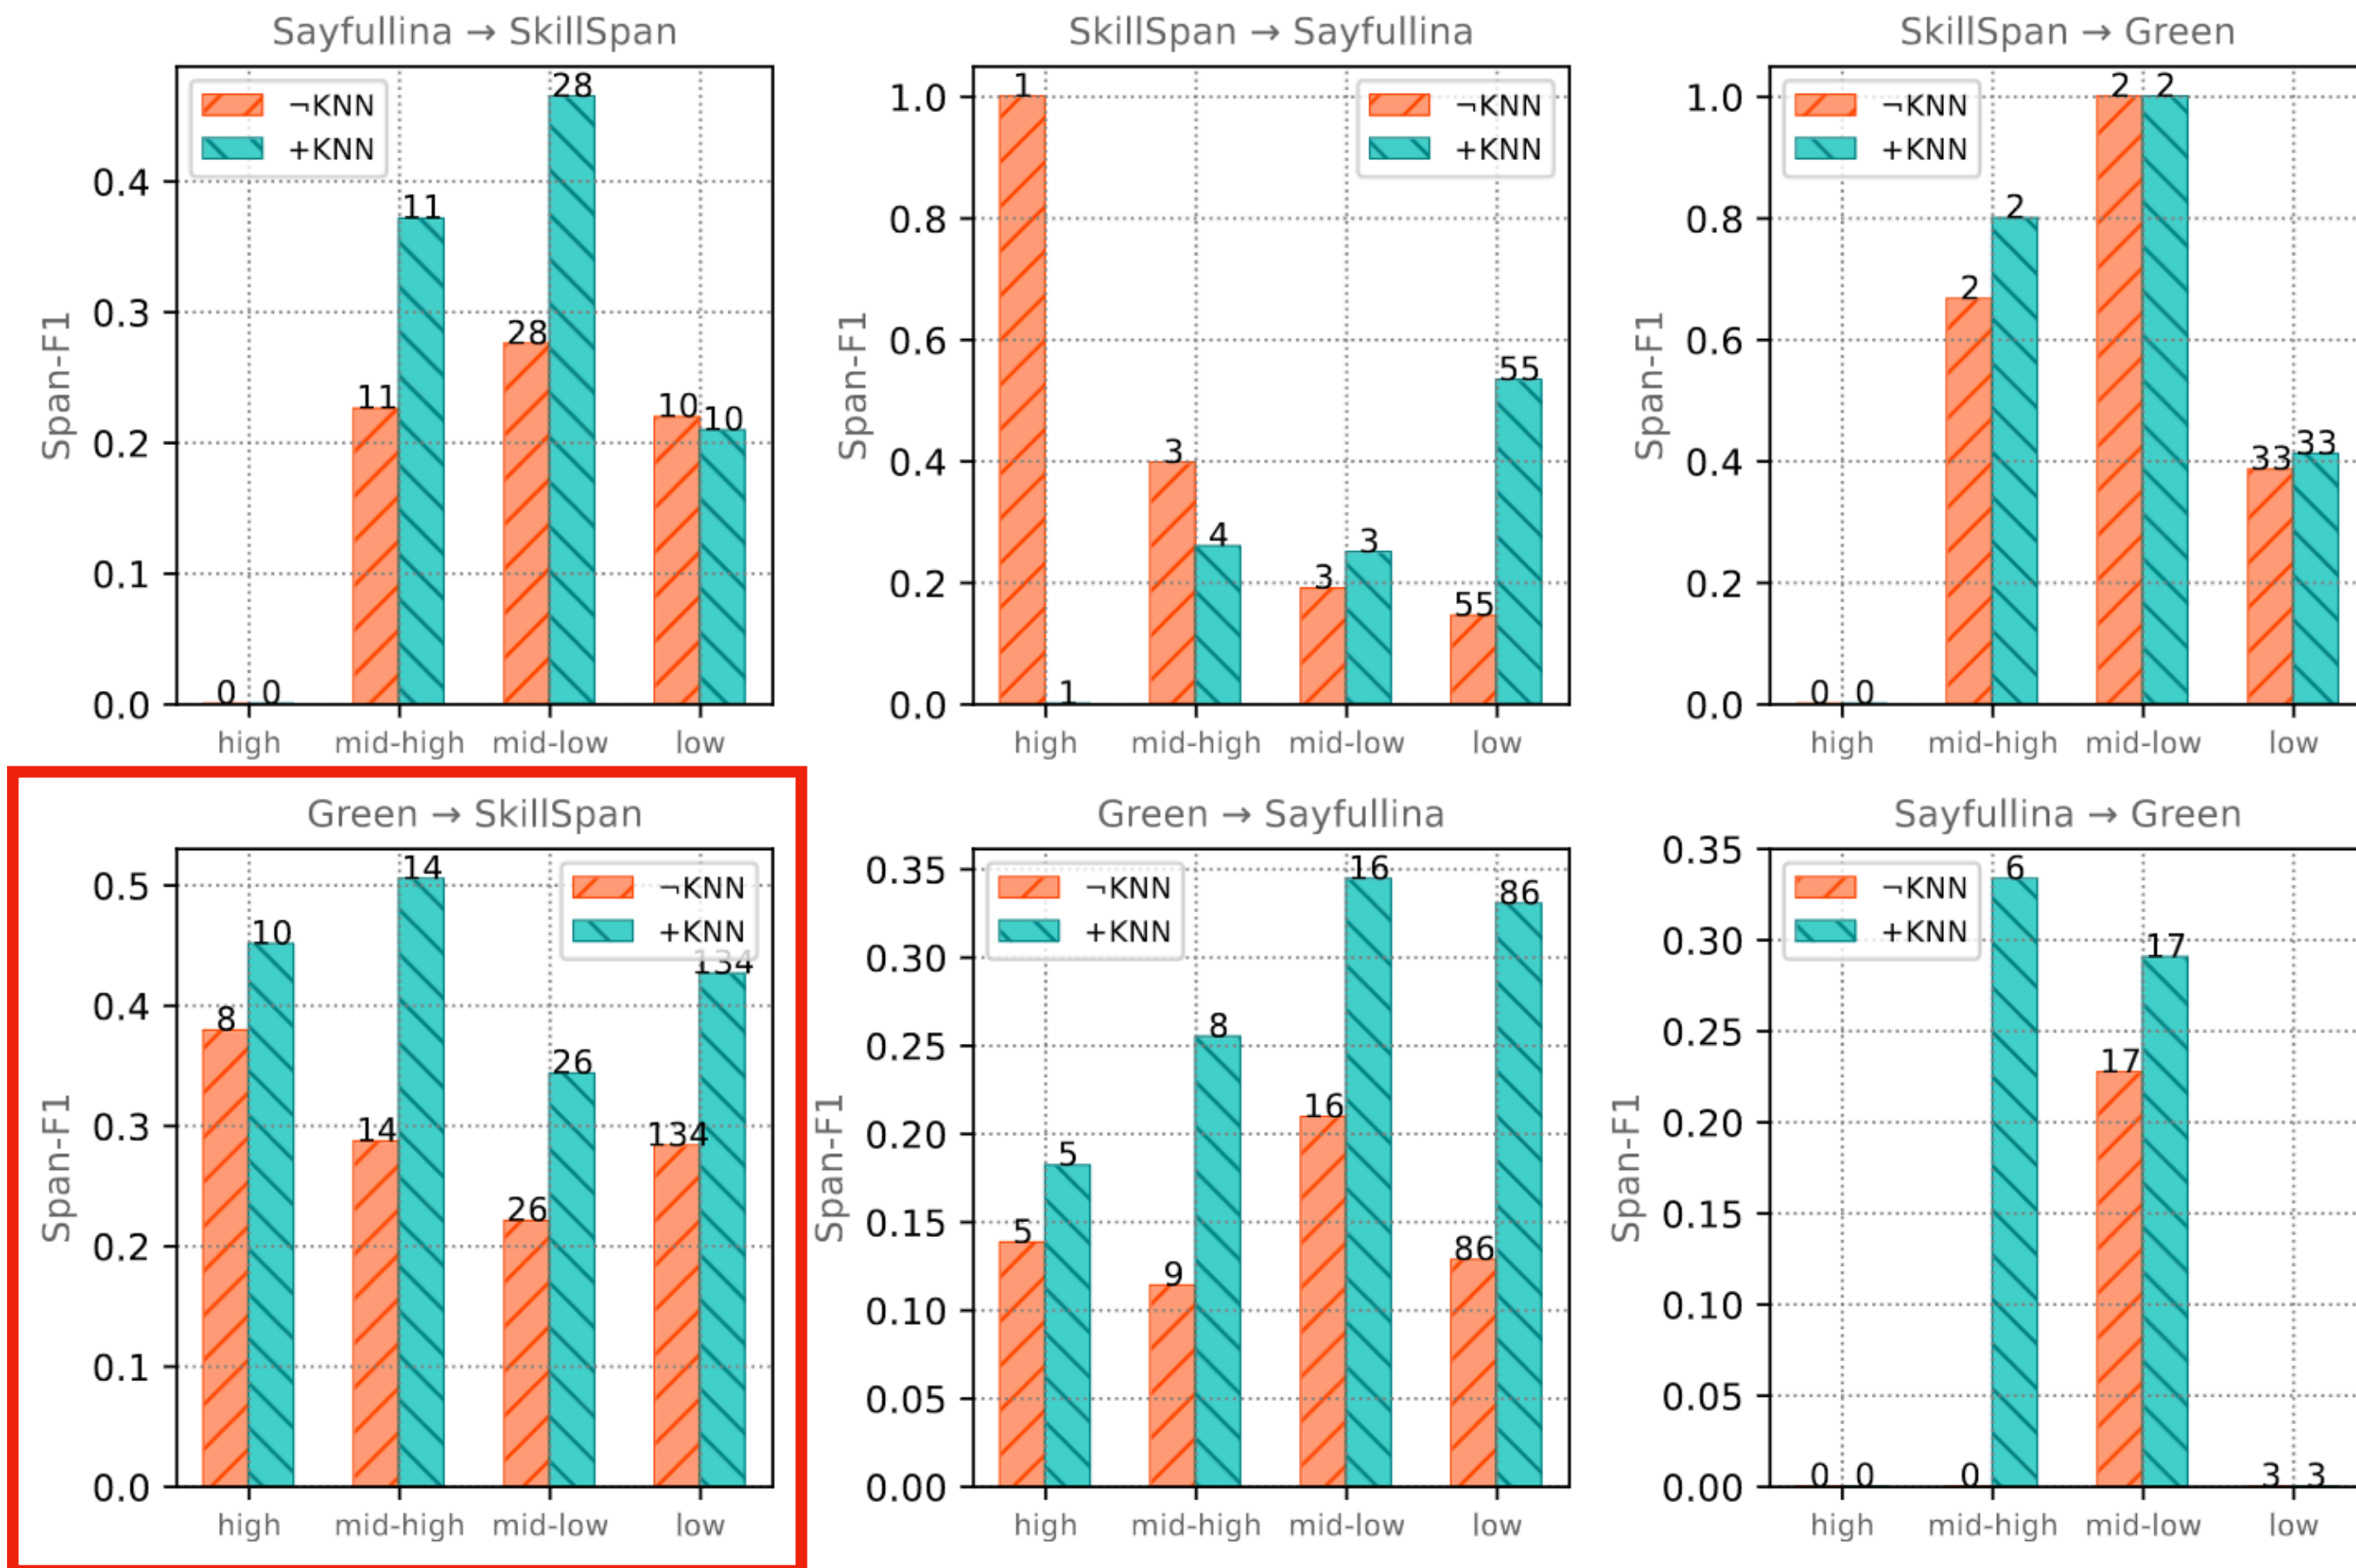 Sayfullina → SkillSpan
Span-F1
0.4
0.3
0.2
0.1
0.0
¬KNN
+KNN
0
0
11
11
28
28
10
10
high
mid-high
mid-low
low
SkillSpan → Sayfullina
Span-F1
1.0
0.8
0.6
0.4
0.2
0.0
¬KNN
+KNN
1
1
3
4
3
3
55
55
high
mid-high
mid-low
low
SkillSpan → Green
Span-F1
1.0
0.8
0.6
0.4
0.2
0.0
¬KNN
+KNN
0
0
2
2
2
2
33
33
high
mid-high
mid-low
low
Green → SkillSpan
Span-F1
0.5
0.4
0.3
0.2
0.1
0.0
¬KNN
+KNN
8
10
14
14
26
26
134
134
high
mid-high
mid-low
low
Green → Sayfullina
Span-F1
0.35
0.30
0.25
0.20
0.15
0.10
0.05
0.00
¬KNN
+KNN
5
5
9
8
16
16
86
86
high
mid-high
mid-low
low
Sayfullina → Green
Span-F1
0.35
0.30
0.25
0.20
0.15
0.10
0.05
0.00
¬KNN
+KNN
0
0
0
6
17
17
3
3
high
mid-high
mid-low
low